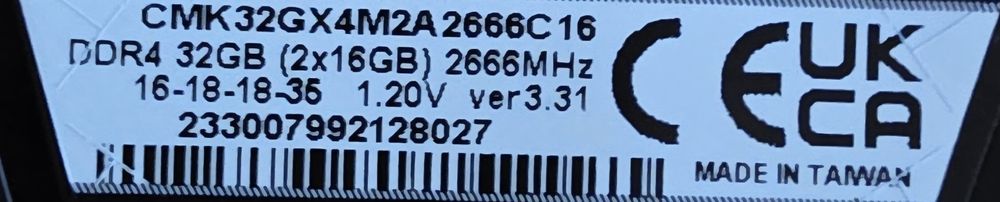 CMK32GX4M2A2666C16
DDR4 32GB (2x16GB) 2666MHz
16-18-18-35 1.20V ver3.31
233007992128027
CE
UK
CA
MADE IN TAIWAN